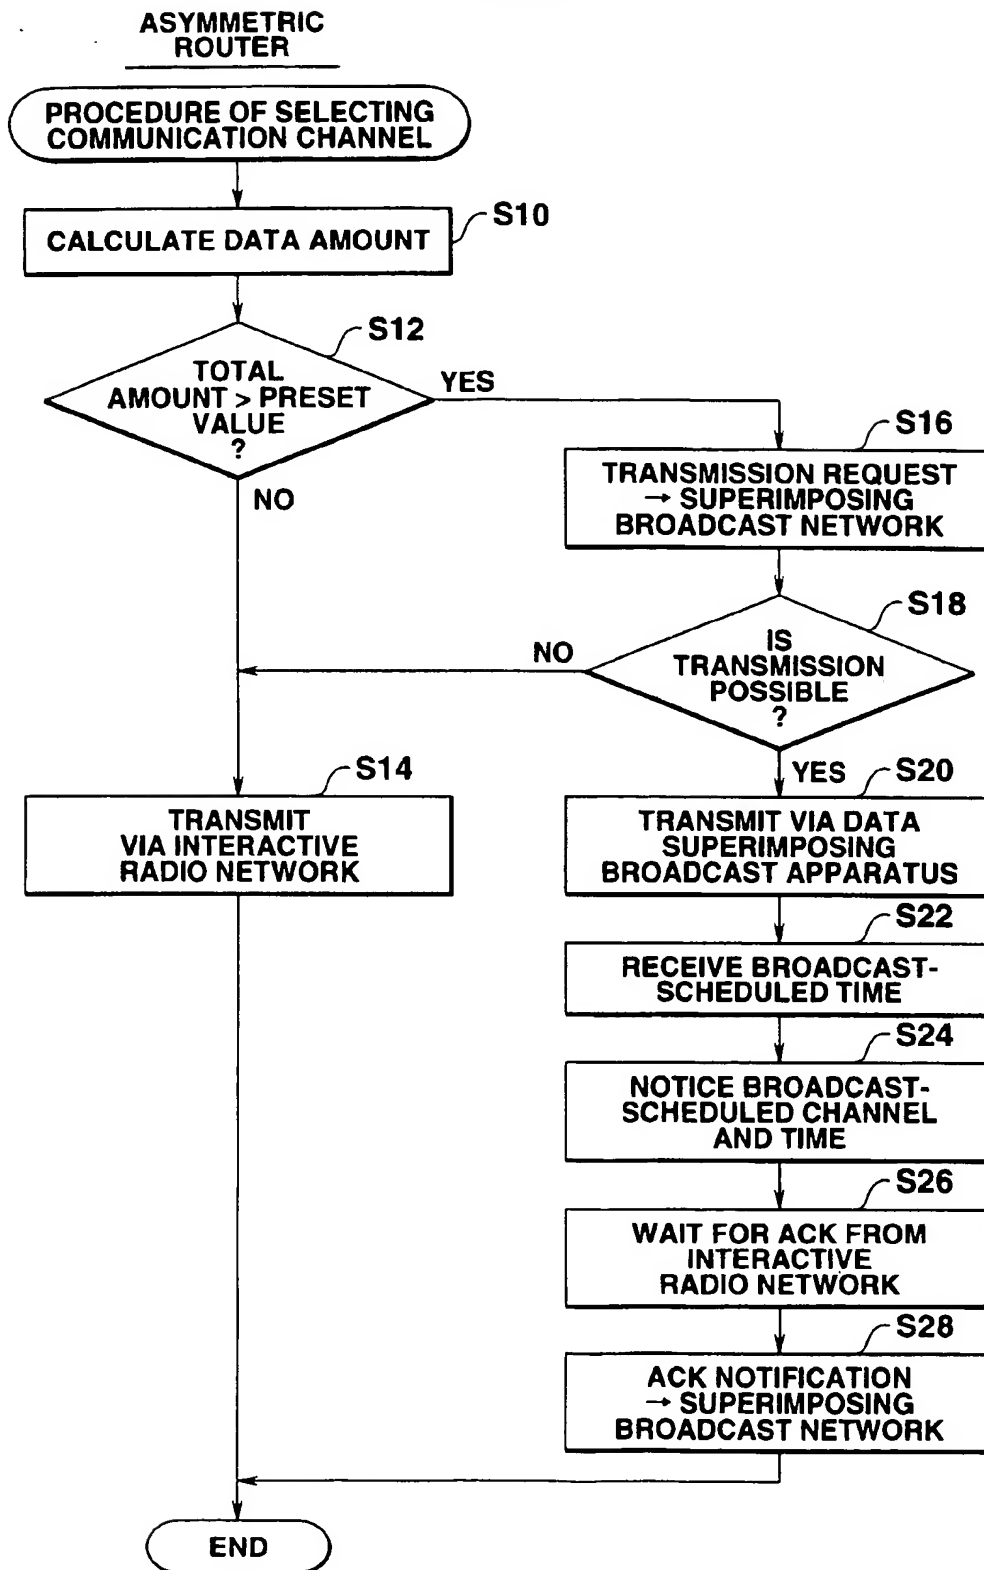 ASYMMETRIC
ROUTER
PROCEDURE OF SELECTING
COMMUNICATION CHANNEL
S10
CALCULATE DATA AMOUNT
S12
TOTAL
AMOUNT > PRESET
VALUE
?
YES
NO
S16
TRANSMISSION REQUEST
→ SUPERIMPOSING
BROADCAST NETWORK
S18
IS
TRANSMISSION
POSSIBLE
?
NO
YES
S14
TRANSMIT
VIA INTERACTIVE
RADIO NETWORK
S20
TRANSMIT VIA DATA
SUPERIMPOSING
BROADCAST APPARATUS
S22
RECEIVE BROADCAST-
SCHEDULED TIME
S24
NOTICE BROADCAST-
SCHEDULED CHANNEL
AND TIME
S26
WAIT FOR ACK FROM
INTERACTIVE
RADIO NETWORK
S28
ACK NOTIFICATION
→ SUPERIMPOSING
BROADCAST NETWORK
END